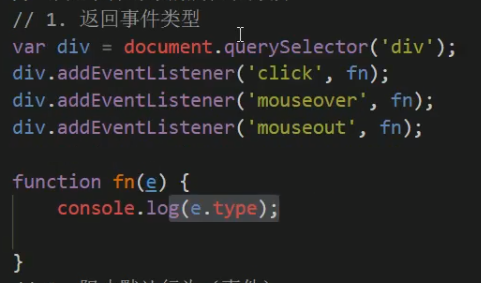 // 1. 返回事件类型
var div = document.querySelector('div');
div.addEventListener('click', fn);
div.addEventListener('mouseover', fn);
div.addEventListener('mouseout', fn);
function fn(e) {
console.log(e.type);
}